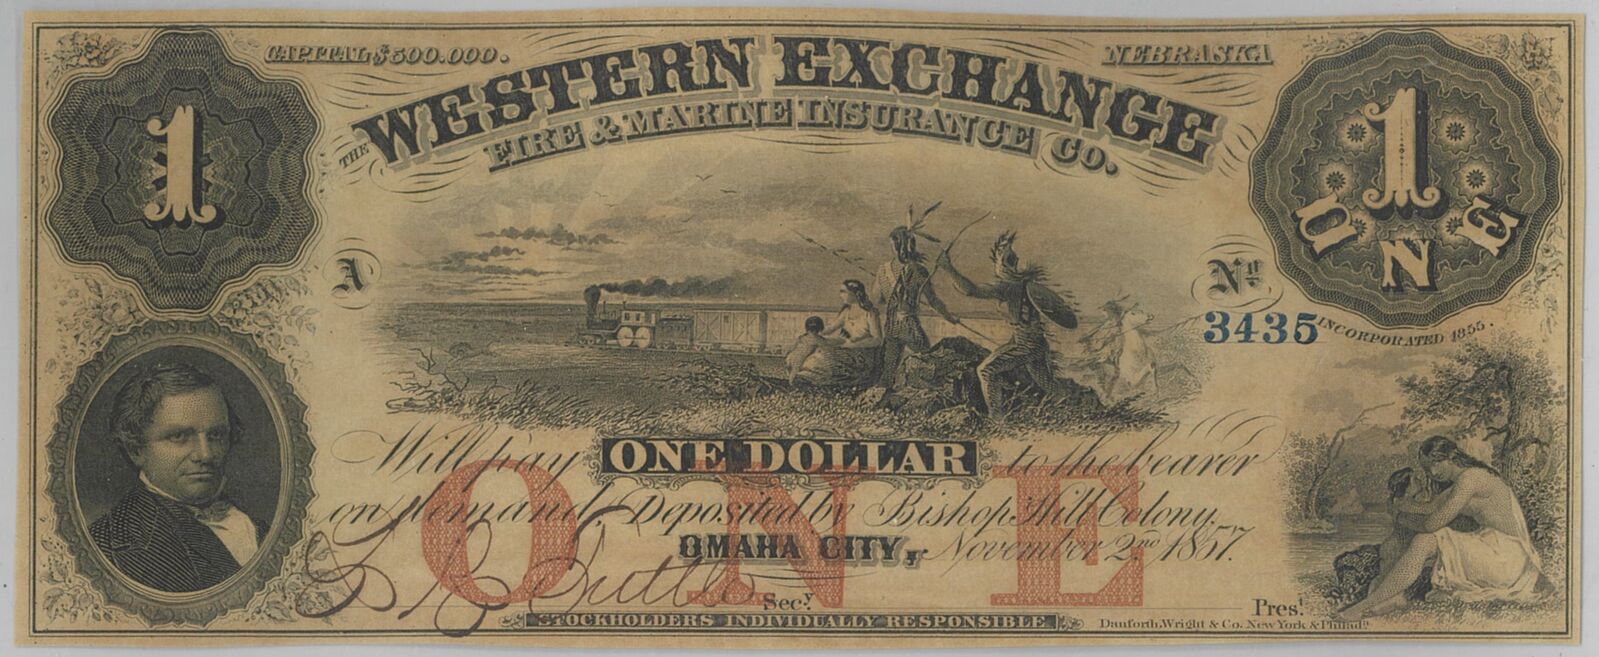 CAPITAL $500.000.
NEBRASKA
THE WESTERN EXCHANGE
FIRE & MARINE INSURANCE CO.
1
1
ONE
A
No
3435
INCORPORATED 1855.
Will pay ONE DOLLAR to the bearer
on demand, Deposited by Bishop Hill Colony.
OMAHA CITY, November 2nd 1857.
ONE
Secy
Prest
STOCKHOLDERS INDIVIDUALLY RESPONSIBLE
Danforth, Wright & Co. New York & Philada